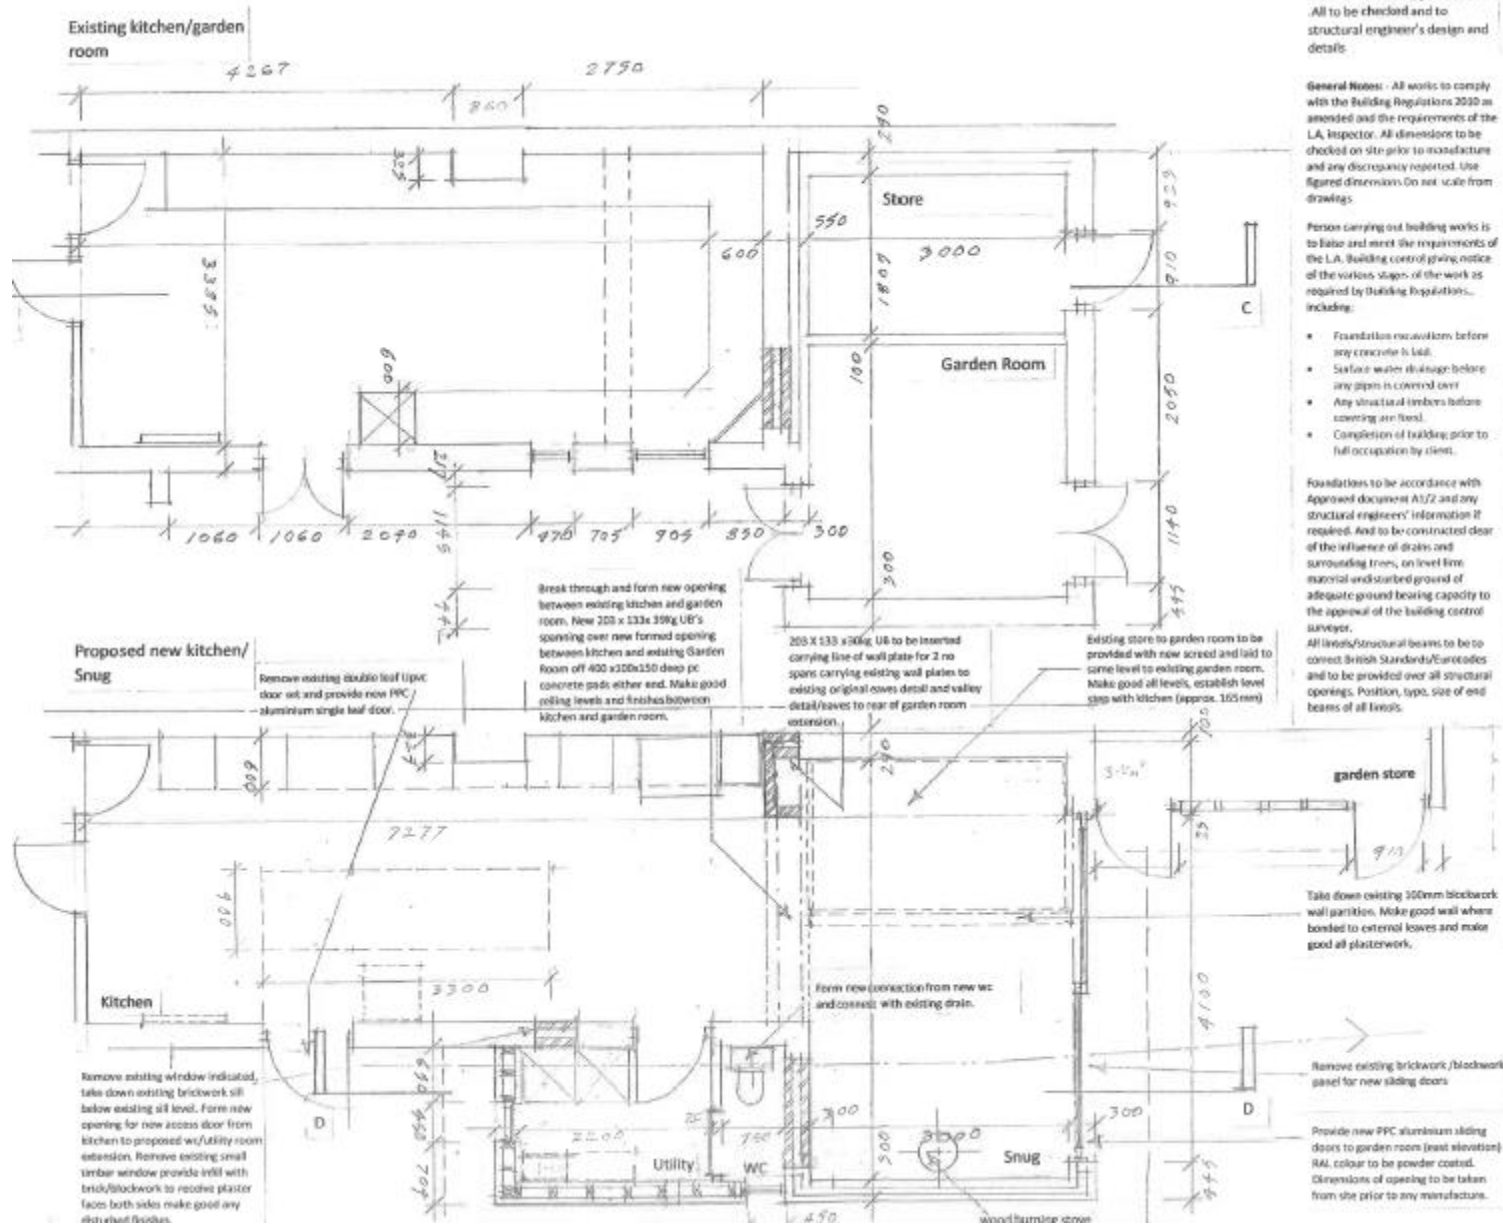 Existing kitchen/garden
room
4267
860
2750
240
305
Store
550
600
3000
1809
923
910
C
600
100
Garden Room
2050
1140
1060
1060
2090
1145
470
705
905
850
300
300
445
All to be checked and to
structural engineer's design and
details
General Notes: - All works to comply
with the Building Regulations 2010 as
amended and the requirements of the
L.A. Inspector. All dimensions to be
checked on site prior to manufacture
and any discrepancy reported. Use
figured dimensions Do not scale from
drawings
Person carrying out building works is
to liaise and meet the requirements of
the L.A. Building control giving notice
of the various stages of the work as
required by Building Regulations.,
including:
• Foundation excavations before
any concrete is laid.
• Surface water drainage before
any pipes is covered over
• Any structural timbers before
covering are fixed.
• Completion of building prior to
full occupation by client.
Foundations to be accordance with
Approved document A1/2 and any
structural engineers' information if
required. And to be constructed clear
of the influence of drains and
surrounding trees, on level firm
material undisturbed ground of
adequate ground bearing capacity to
the approval of the building control
surveyor.
All lintels/structural beams to be to
correct British Standards/Eurocodes
and to be provided over all structural
openings. Position, type, size of end
beams of all lintels.
Proposed new kitchen/
Snug
Remove existing double leaf Upvc
door set and provide new PPC
aluminium single leaf door.
Break through and form new opening
between existing kitchen and garden
room. New 203 x 133x 39Kg UB's
spanning over new formed opening
between kitchen and existing Garden
Room off 400 x100x150 deep pc
concrete pads either end. Make good
ceiling levels and finishes between
kitchen and garden room.
203 X 133 x30kg UB to be inserted
carrying line of wall plate for 2 no
spans carrying existing wall plates to
existing original eaves detail and valley
detail/eaves to rear of garden room
extension.
Existing store to garden room to be
provided with new screed and laid to
same level to existing garden room.
Make good all levels, establish level
step with kitchen (approx. 165mm)
600
240
100
garden store
7277
25
910
900
3300
Take down existing 100mm blockwork
wall partition. Make good wall where
bonded to external leaves and make
good all plasterwork.
Kitchen
Form new connection from new wc
and connect with existing drain.
4100
Remove existing brickwork /blockwork
panel for new sliding doors
Remove existing window indicated,
take down existing brickwork sill
below existing sill level. Form new
opening for new access door from
kitchen to proposed wc/utility room
extension. Remove existing small
timber window provide infill with
brick/blockwork to receive plaster
faces both sides make good any
disturbed finishes.
D
D
2200
75
750
300
3000
300
300
Utility
WC
Snug
704
445
450
wood burning stove
Provide new PPC aluminium sliding
doors to garden room (east elevation)
RAL colour to be powder coated.
Dimensions of opening to be taken
from site prior to any manufacture.